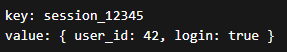 key: session_12345
value: { user_id: 42, login: true }